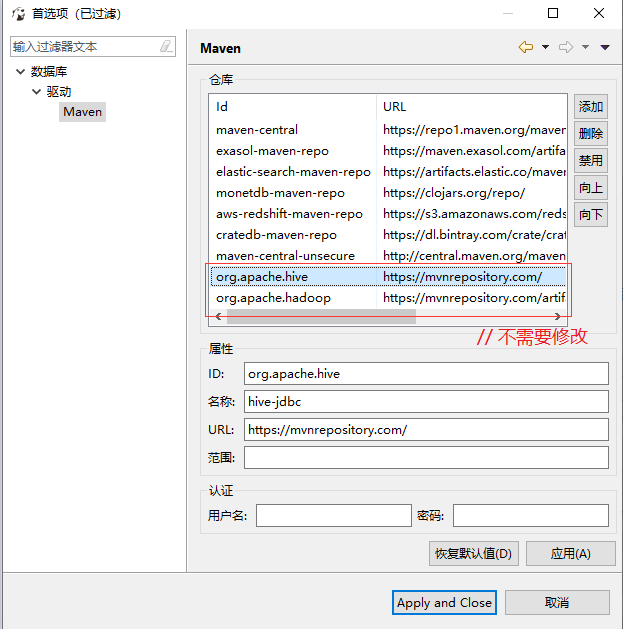 首选项（已过滤）
输入过滤器文本
数据库
驱动
Maven
Maven
仓库
Id URL
maven-central https://repo1.maven.org/maven
exasol-maven-repo https://maven.exasol.com/artifa
elastic-search-maven-repo https://artifacts.elastic.co/maven
monetdb-maven-repo https://clojars.org/repo/
aws-redshift-maven-repo https://s3.amazonaws.com/reds
cratedb-maven-repo https://dl.bintray.com/crate/crat
maven-central-unsecure http://central.maven.org/maven
org.apache.hive https://mvnrepository.com/
org.apache.hadoop https://mvnrepository.com/artif
添加
删除
禁用
向上
向下
// 不需要修改
属性
ID: org.apache.hive
名称: hive-jdbc
URL: https://mvnrepository.com/
范围:
认证
用户名: 密码:
恢复默认值(D) 应用(A)
Apply and Close 取消